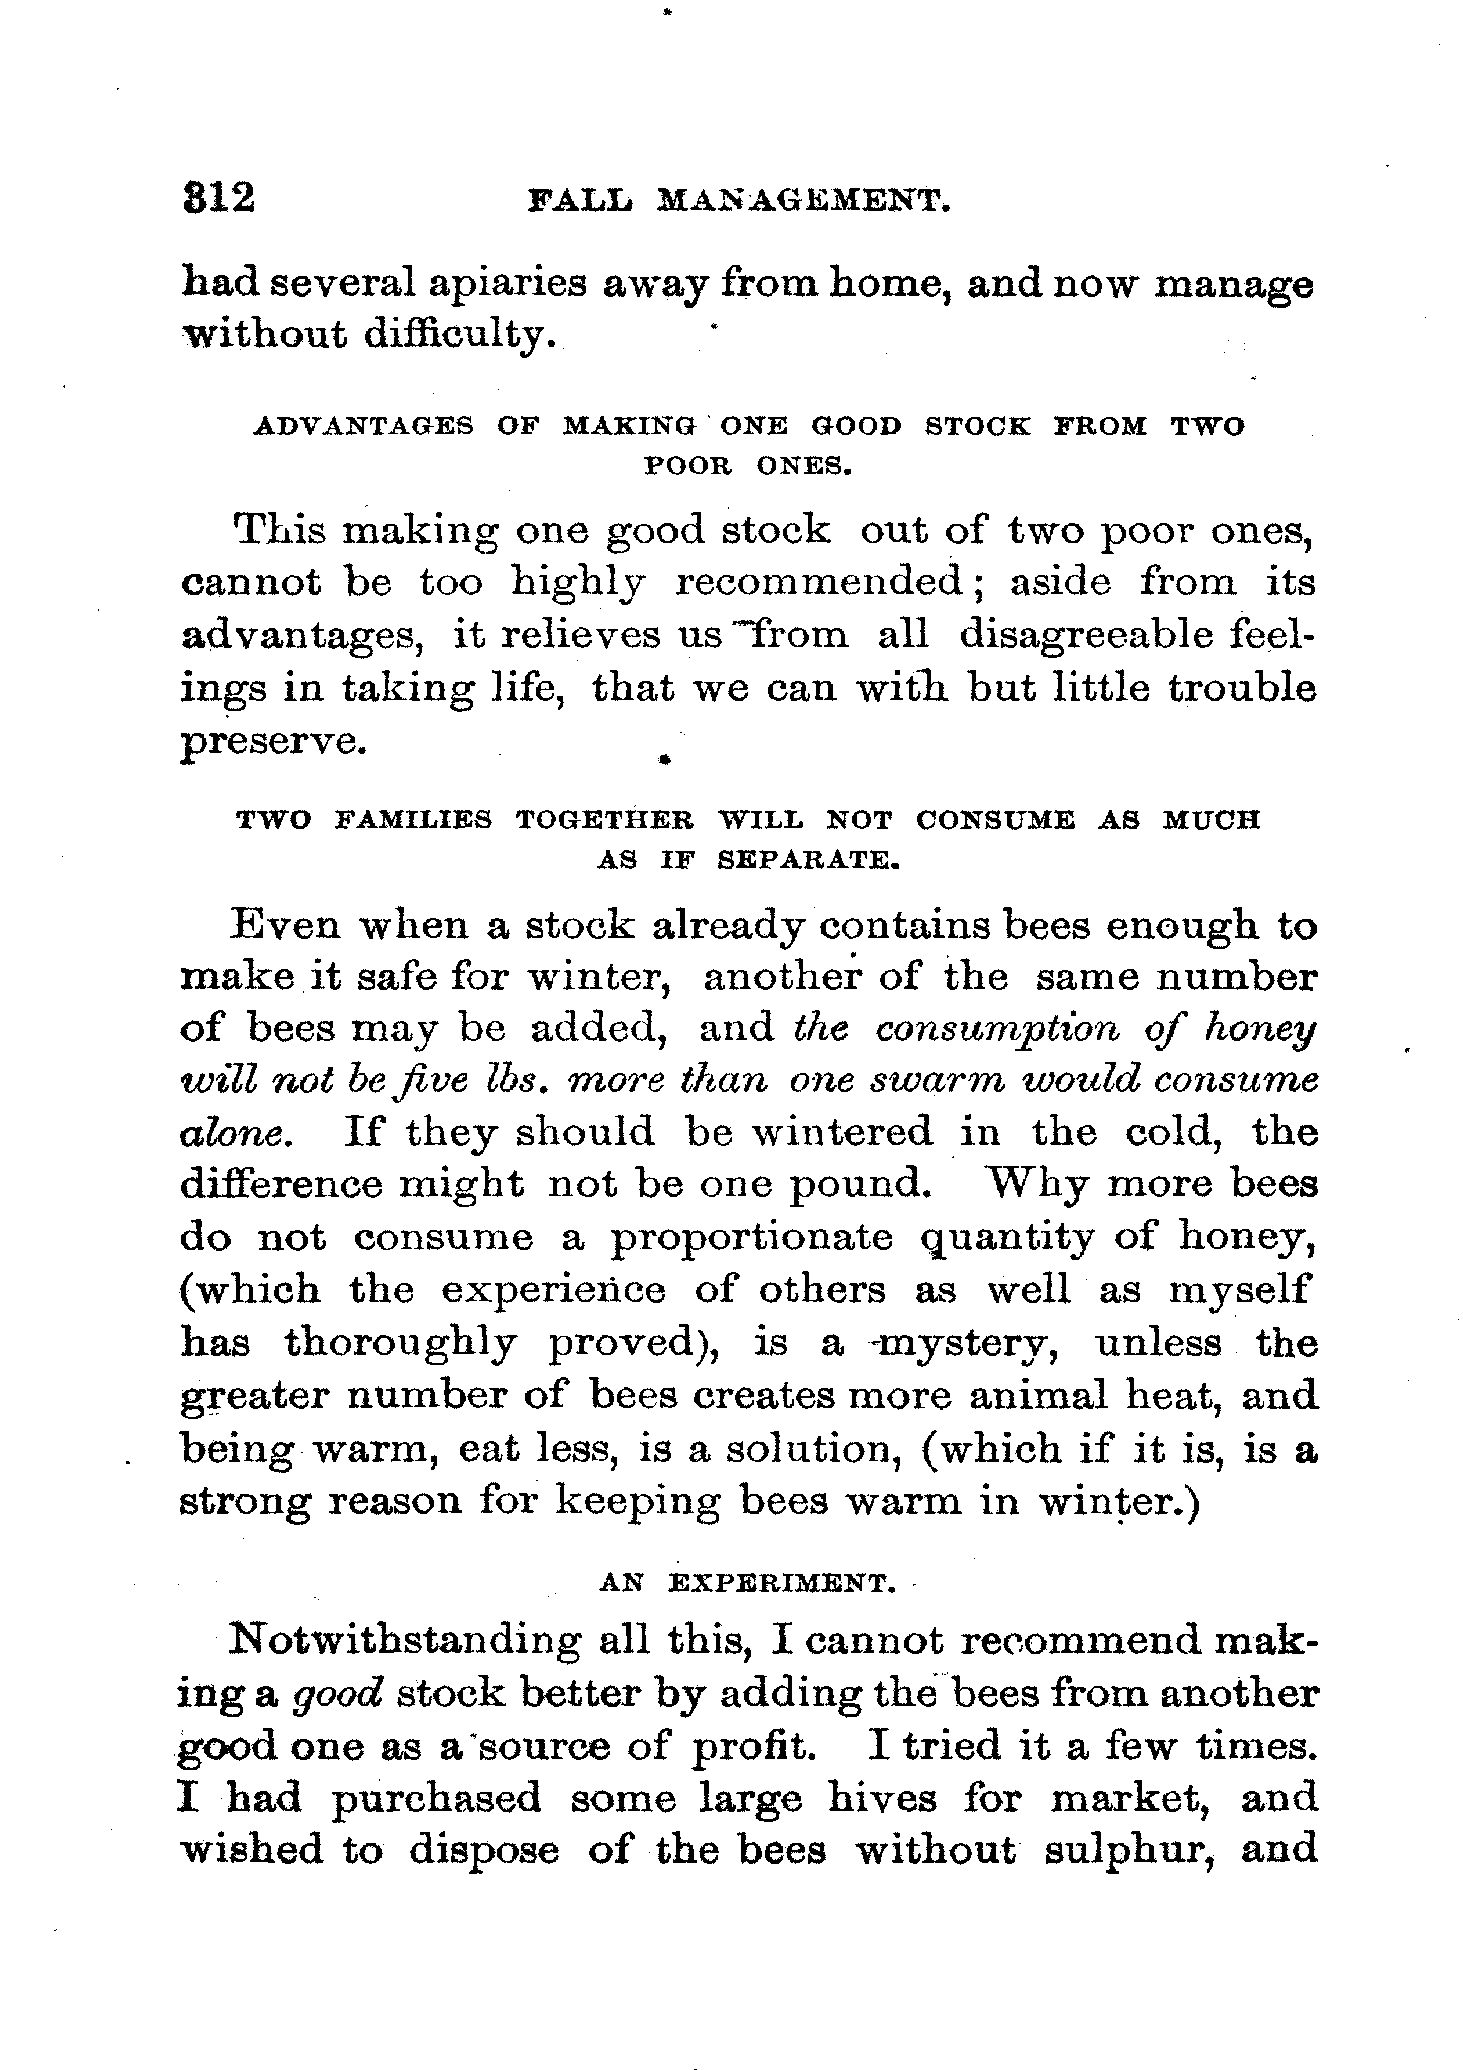 312 FALL MANAGEMENT.
had several apiaries away from home, and now manage
without difficulty.
ADVANTAGES OF MAKING ONE GOOD STOCK FROM TWO
POOR ONES.
This making one good stock out of two poor ones,
cannot be too highly recommended; aside from its
advantages, it relieves us from all disagreeable feel-
ings in taking life, that we can with but little trouble
preserve.
TWO FAMILIES TOGETHER WILL NOT CONSUME AS MUCH
AS IF SEPARATE.
Even when a stock already contains bees enough to
make it safe for winter, another of the same number
of bees may be added, and the consumption of honey
will not be five lbs. more than one swarm would consume
alone. If they should be wintered in the cold, the
difference might not be one pound. Why more bees
do not consume a proportionate quantity of honey,
(which the experience of others as well as myself
has thoroughly proved), is a mystery, unless the
greater number of bees creates more animal heat, and
being warm, eat less, is a solution, (which if it is, is a
strong reason for keeping bees warm in winter.)
AN EXPERIMENT.
Notwithstanding all this, I cannot recommend mak-
ing a good stock better by adding the bees from another
good one as a source of profit. I tried it a few times.
I had purchased some large hives for market, and
wished to dispose of the bees without sulphur, and